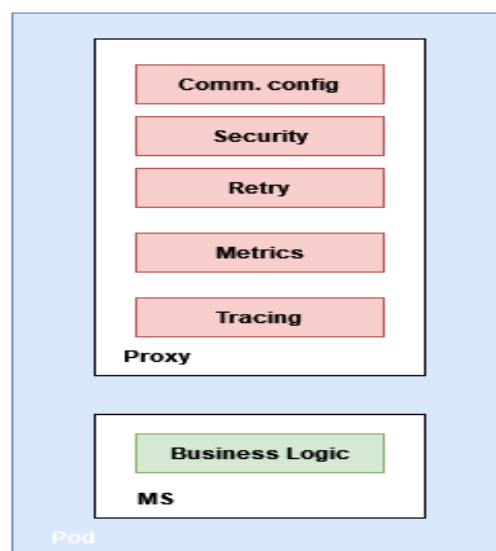 Comm. config
Security
Retry
Metrics
Tracing
Proxy
Business Logic
MS
Pod